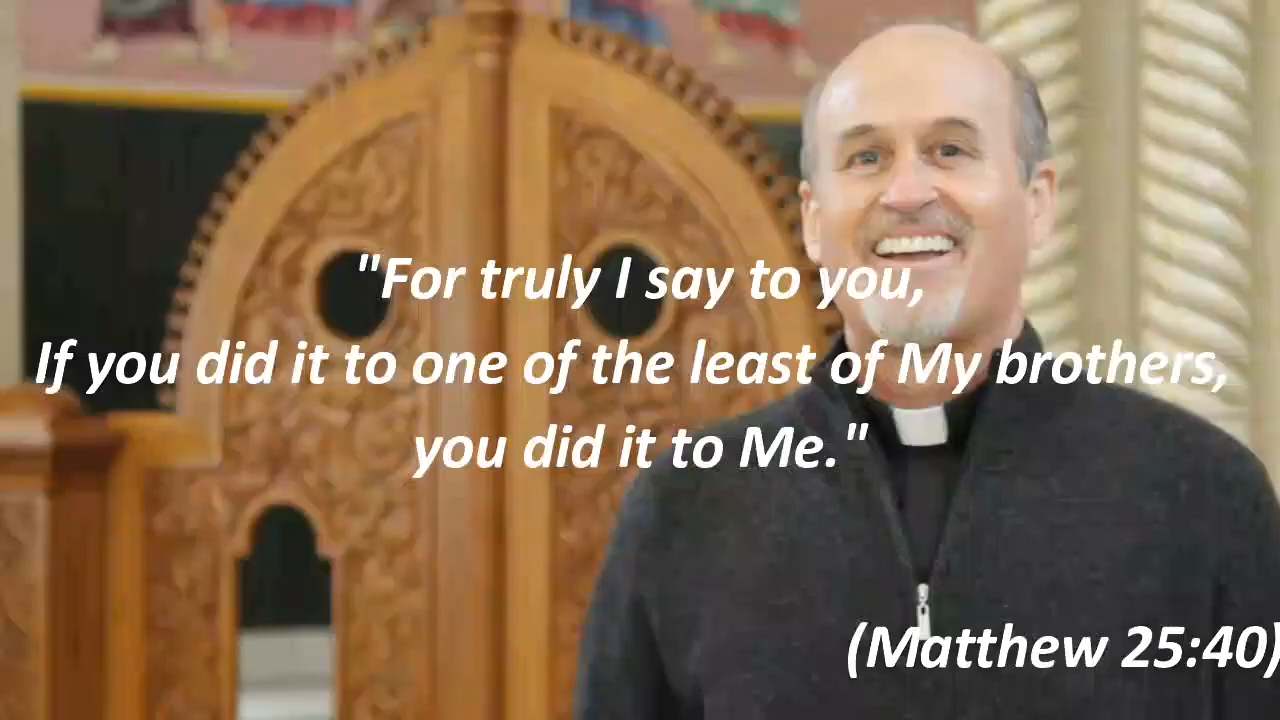 "For truly I say to you,
If you did it to one of the least of My brothers,
you did it to Me."
(Matthew 25:40)